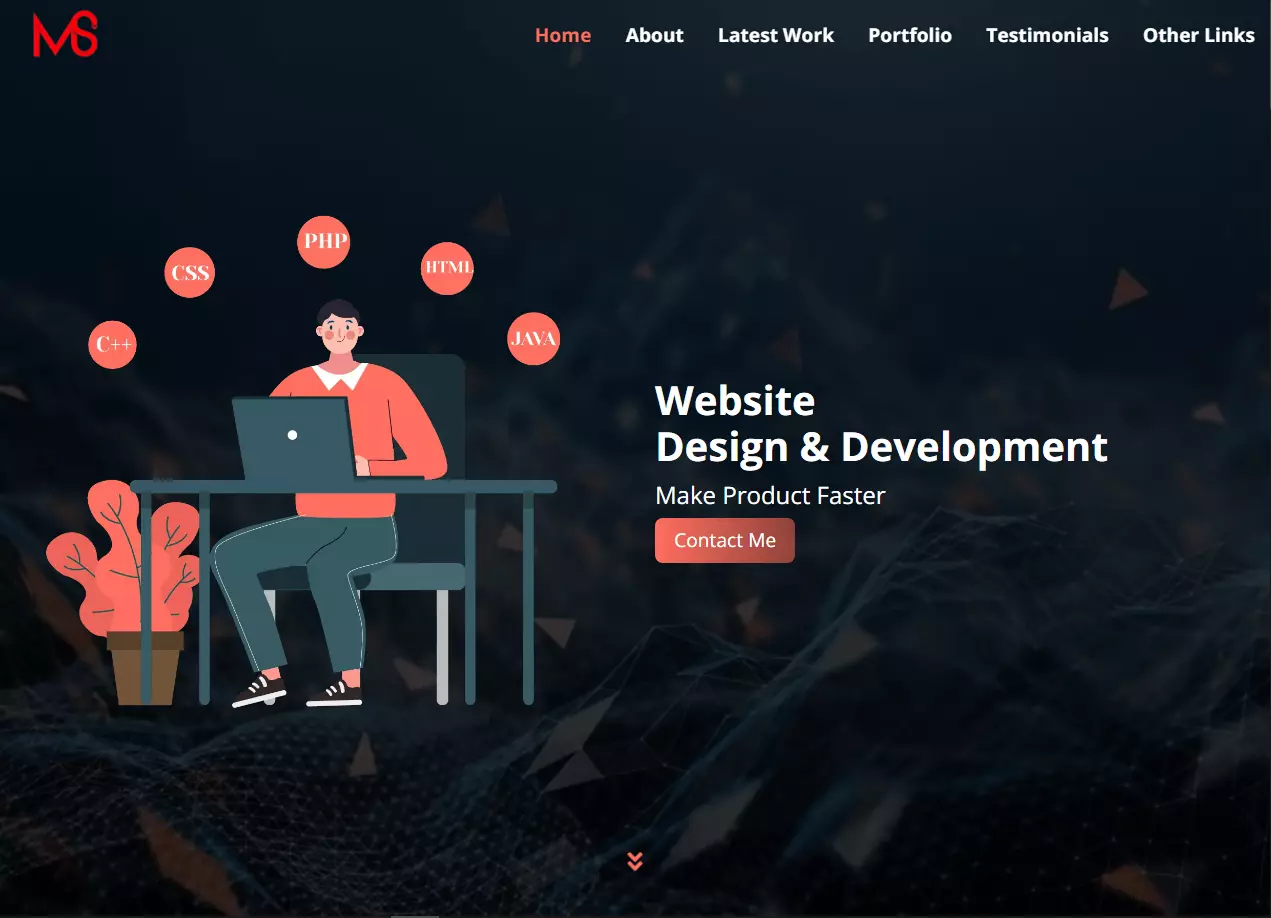 MS
Home About Latest Work Portfolio Testimonials Other Links
PHP
CSS
HTML
JAVA
C++
Website
Design & Development
Make Product Faster
Contact Me